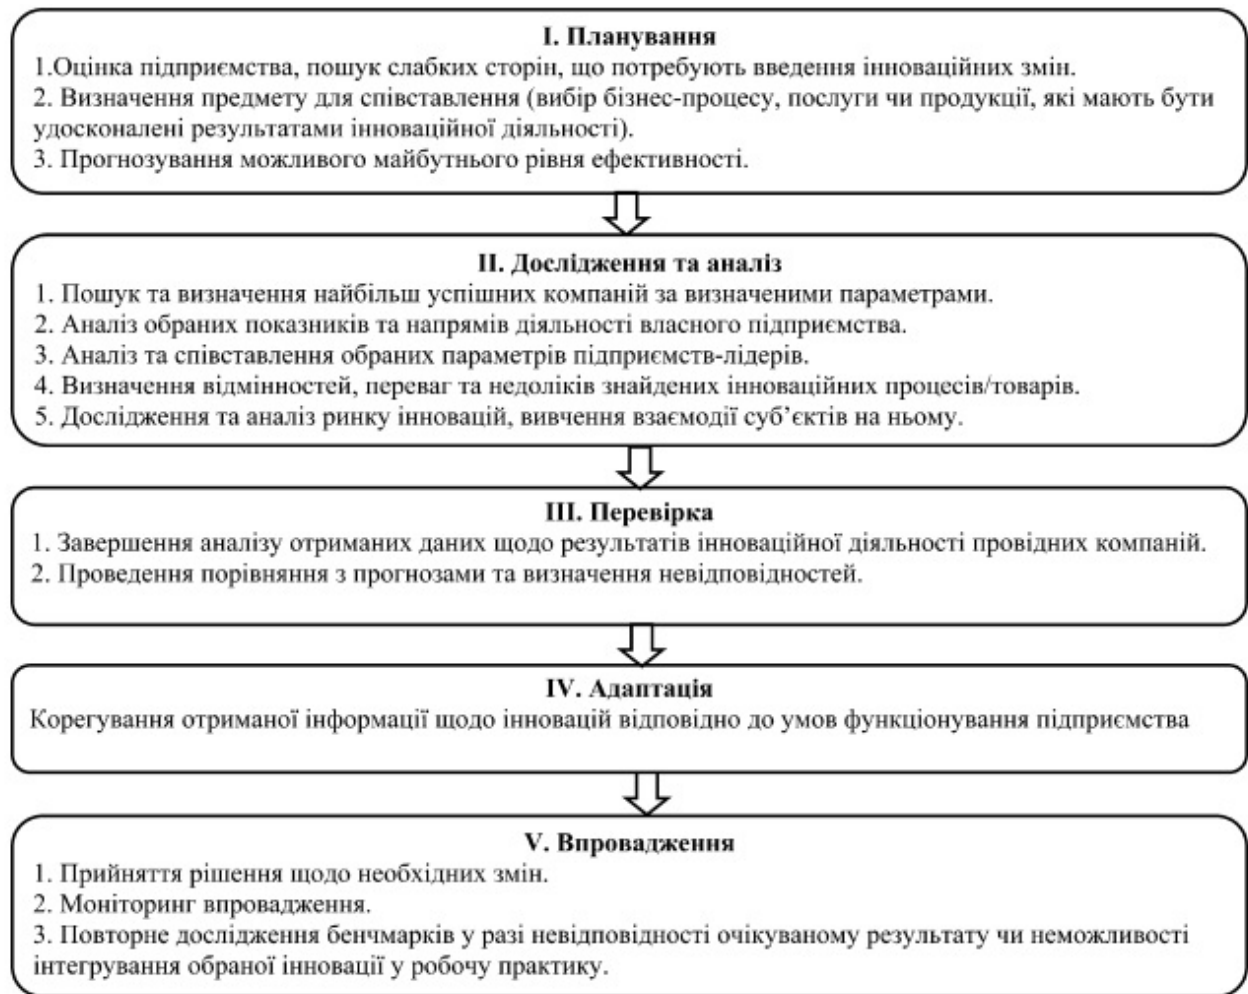 І. Планування
1.Оцінка підприємства, пошук слабких сторін, що потребують введення інноваційних змін.
2. Визначення предмету для співставлення (вибір бізнес-процесу, послуги чи продукції, які мають бути
удосконалені результатами інноваційної діяльності).
3. Прогнозування можливого майбутнього рівня ефективності.
ІІ. Дослідження та аналіз
1. Пошук та визначення найбільш успішних компаній за визначеними параметрами.
2. Аналіз обраних показників та напрямів діяльності власного підприємства.
3. Аналіз та співставлення обраних параметрів підприємств-лідерів.
4. Визначення відмінностей, переваг та недоліків знайдених інноваційних процесів/товарів.
5. Дослідження та аналіз ринку інновацій, вивчення взаємодії суб’єктів на ньому.
ІІІ. Перевірка
1. Завершення аналізу отриманих даних щодо результатів інноваційної діяльності провідних компаній.
2. Проведення порівняння з прогнозами та визначення невідповідностей.
IV. Адаптація
Корегування отриманої інформації щодо інновацій відповідно до умов функціонування підприємства
V. Впровадження
1. Прийняття рішення щодо необхідних змін.
2. Моніторинг впровадження.
3. Повторне дослідження бенчмарків у разі невідповідності очікуваному результату чи неможливості
інтегрування обраної інновації у робочу практику.